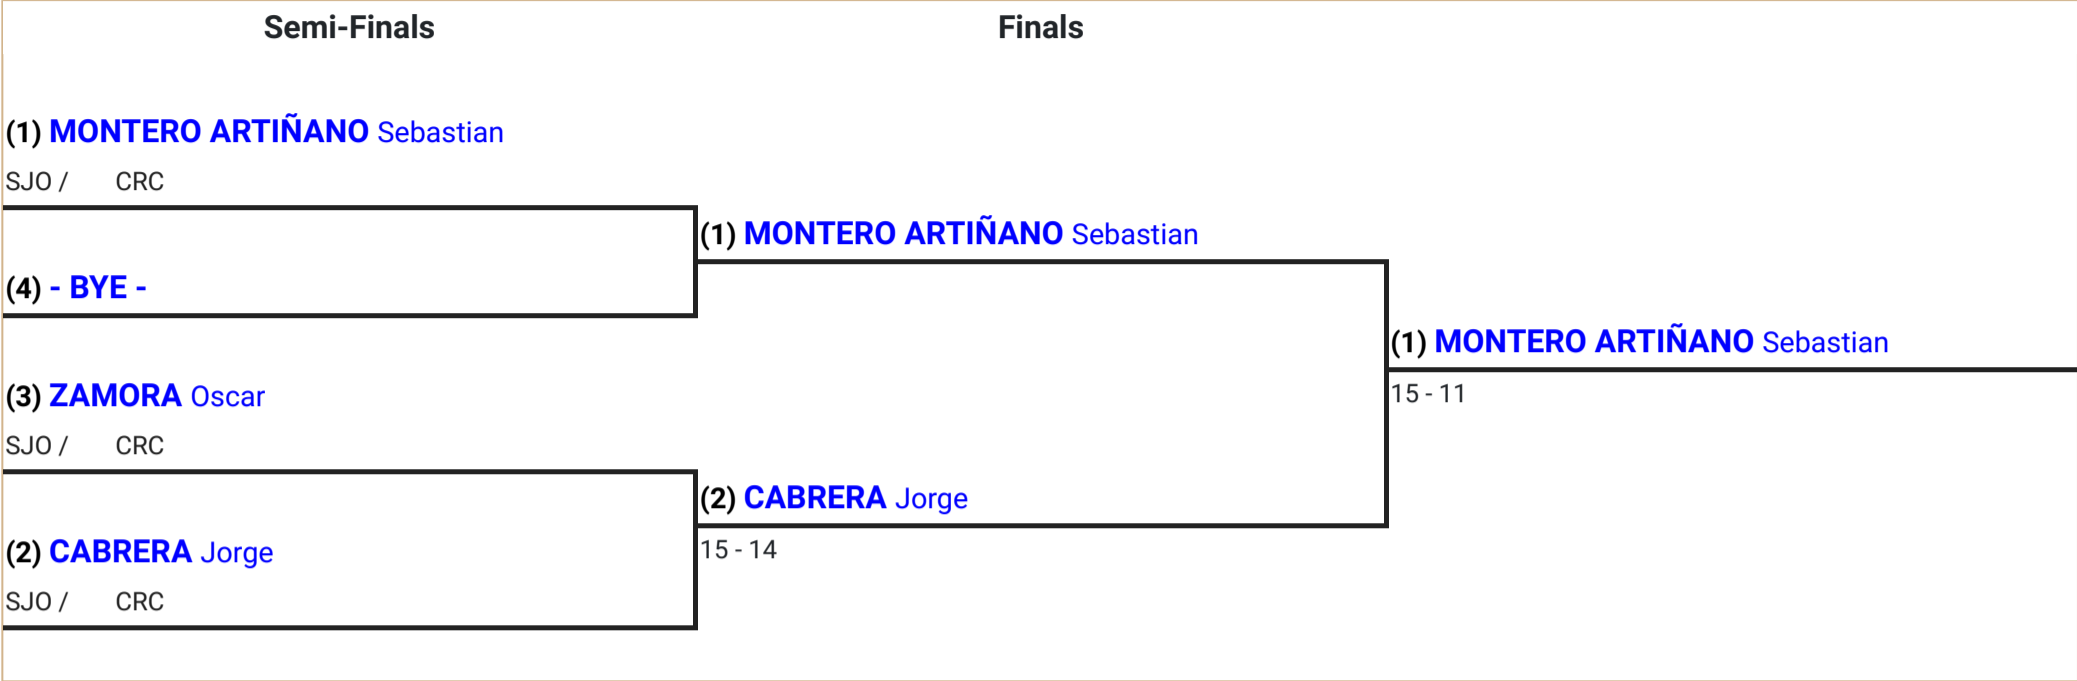 Semi-Finals
Finals
(1) MONTERO ARTIÑANO Sebastian
SJO / CRC
(1) MONTERO ARTIÑANO Sebastian
(4) - BYE -
(1) MONTERO ARTIÑANO Sebastian
15 - 11
(3) ZAMORA Oscar
SJO / CRC
(2) CABRERA Jorge
15 - 14
(2) CABRERA Jorge
SJO / CRC